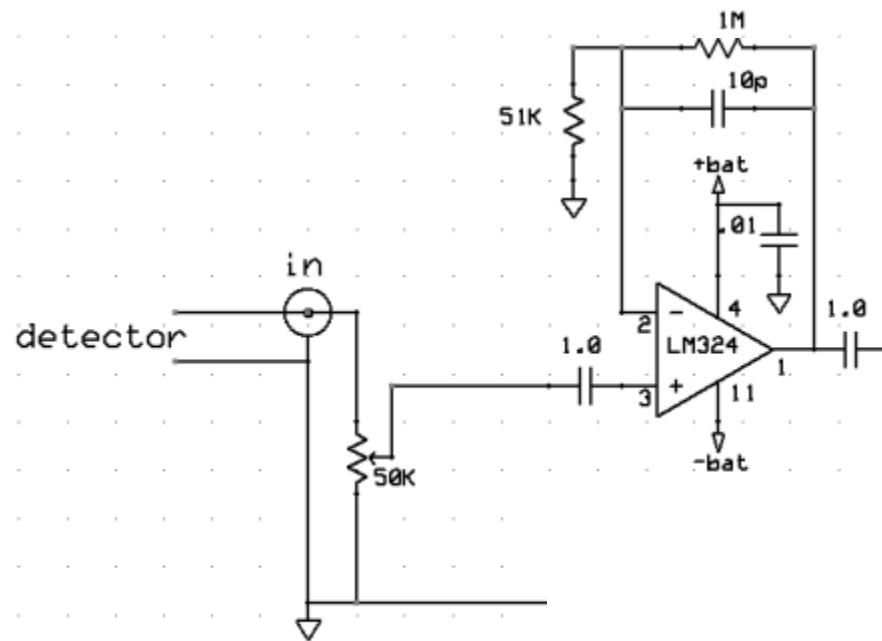 1M
10p
51K
+bat
.01
in
4
1.0
detector
2
-
LM324
1.0
1
3
+
11
50K
-bat